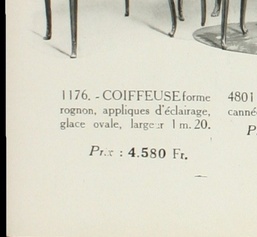 1176. - COIFFEUSE forme
rognon, appliques d'éclairage,
glace ovale, largeur 1 m. 20.
Prix : 4.580 Fr.
4801
canné
P